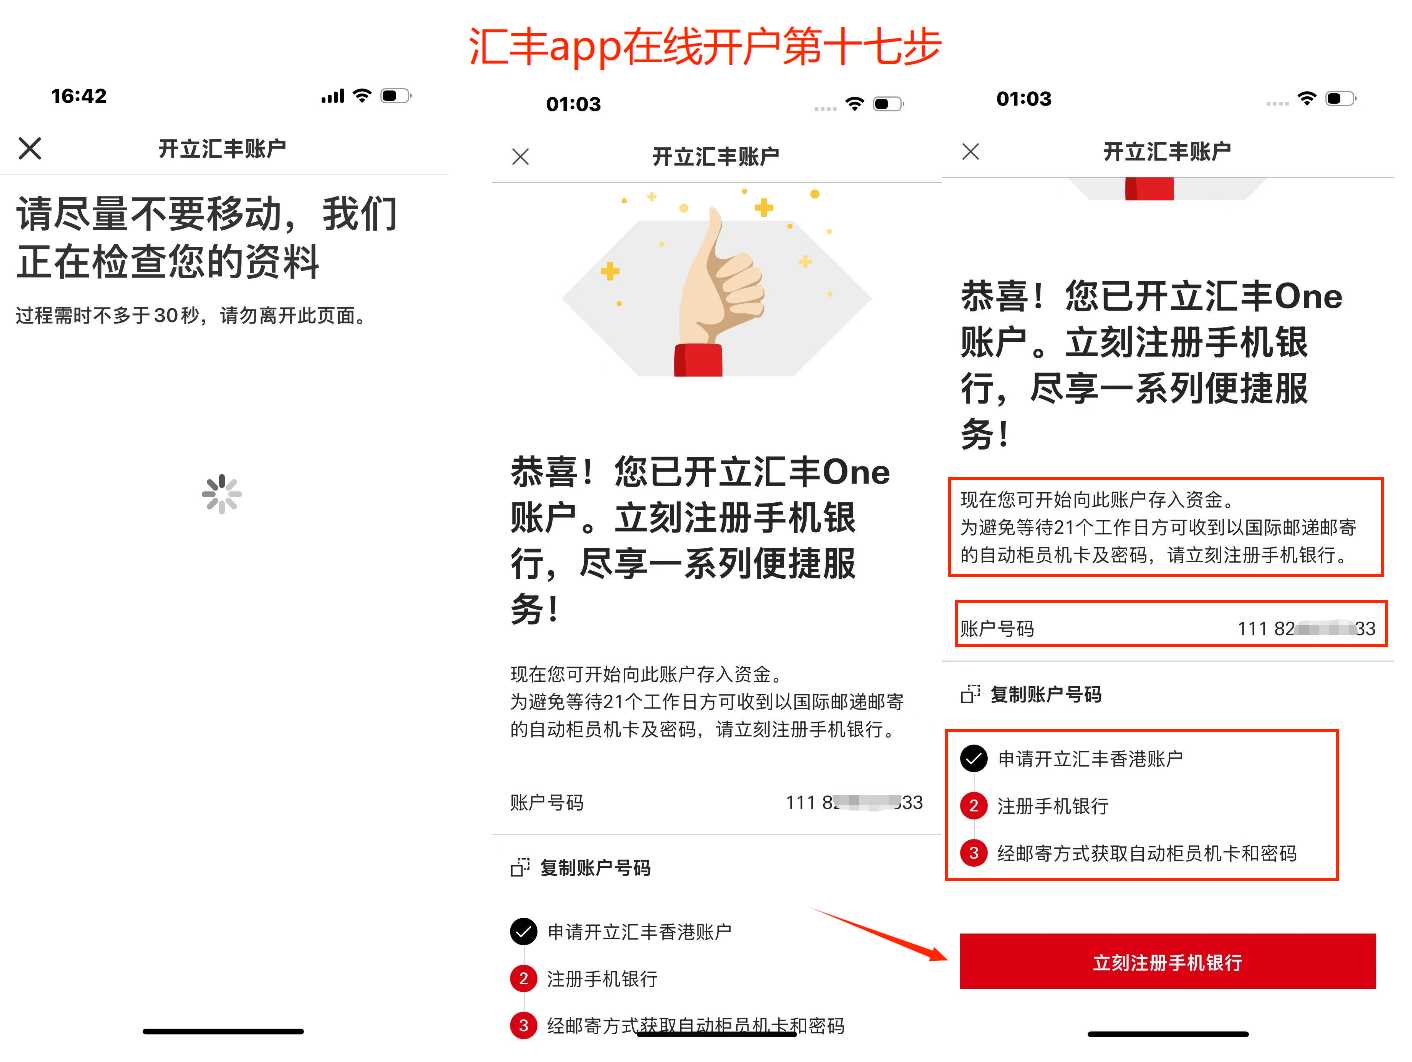 汇丰app在线开户第十七步
16:42
开立汇丰账户
请尽量不要移动，我们
正在检查您的资料
过程需时不多于30秒，请勿离开此页面。
01:03
开立汇丰账户
恭喜！您已开立汇丰One
账户。立刻注册手机银
行，尽享一系列便捷服
务！
现在您可开始向此账户存入资金。
为避免等待21个工作日方可收到以国际邮递邮寄
的自动柜员机卡及密码，请立刻注册手机银行。
账户号码
111 8 33
复制账户号码
申请开立汇丰香港账户
2 注册手机银行
3 经邮寄方式获取自动柜员机卡和密码
01:03
开立汇丰账户
恭喜！您已开立汇丰One
账户。立刻注册手机银
行，尽享一系列便捷服
务！
现在您可开始向此账户存入资金。
为避免等待21个工作日方可收到以国际邮递邮寄
的自动柜员机卡及密码，请立刻注册手机银行。
账户号码
111 82 33
复制账户号码
申请开立汇丰香港账户
2 注册手机银行
3 经邮寄方式获取自动柜员机卡和密码
立刻注册手机银行